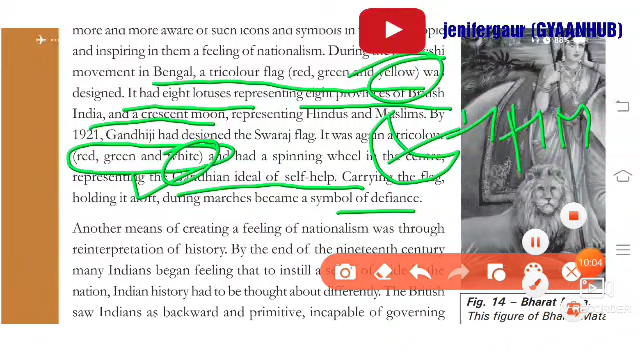 jenifergaur (GYAANHUB)
more and more aware of such icons and symbols in
and inspiring in them a feeling of nationalism. During
movement in Bengal, a tricolour flag (red, green and yellow) was
designed. It had eight lotuses representing eight provinces of British
India, and a crescent moon, representing Hindus and Muslims. By
1921, Gandhiji had designed the Swaraj flag. It was again a tricolour
(red, green and white) and had a spinning wheel in the centre,
representing the Gandhian ideal of self-help. Carrying the flag,
holding it aloft, during marches became a symbol of defiance.
Another means of creating a feeling of nationalism was through
reinterpretation of history. By the end of the nineteenth century
many Indians began feeling that to instill a sense of pride in the
nation, Indian history had to be thought about differently. The British
saw Indians as backward and primitive, incapable of governing
Fig. 14 – Bharat
This figure of Bharat Mata
10:04